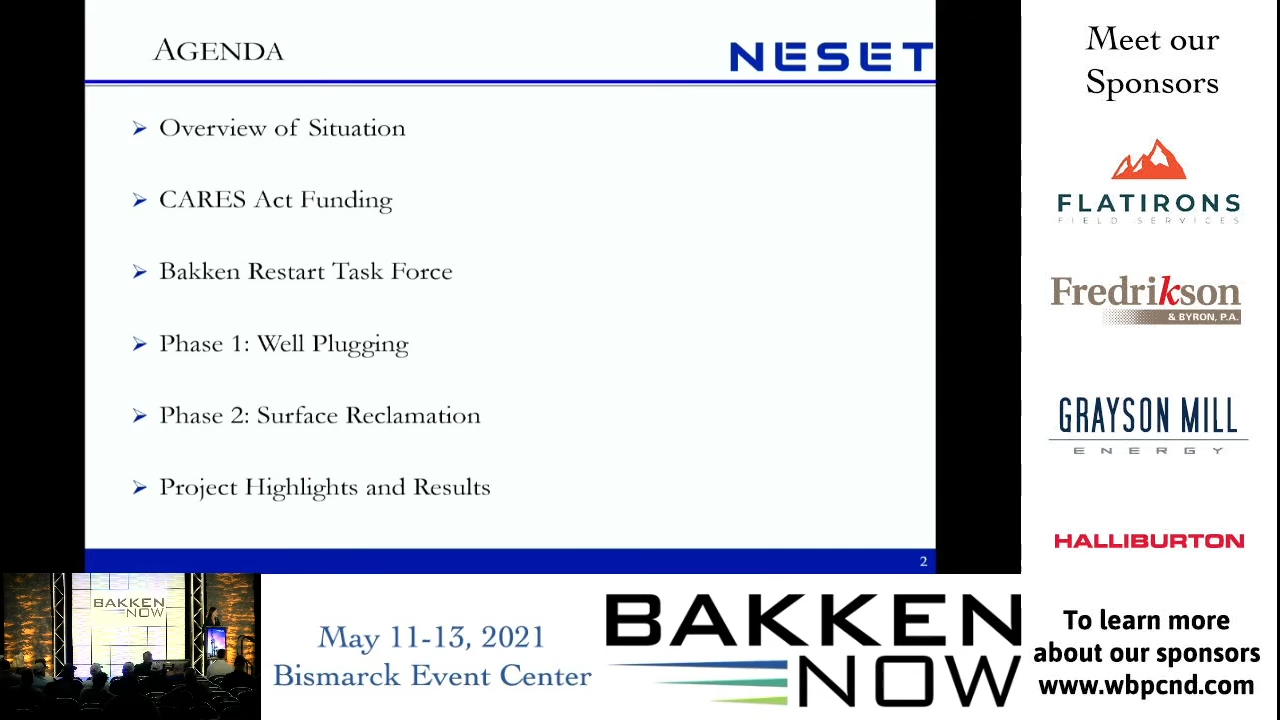 AGENDA
NESET
Overview of Situation
CARES Act Funding
Bakken Restart Task Force
Phase 1: Well Plugging
Phase 2: Surface Reclamation
Project Highlights and Results
2
BAKKEN
NOW
May 11-13, 2021
Bismarck Event Center
BAKKEN
NOW
Meet our
Sponsors
FLATIRONS
FIELD SERVICES
Fredrikson
& BYRON, P.A.
GRAYSON MILL
ENERGY
HALLIBURTON
To learn more
about our sponsors
www.wbpcnd.com